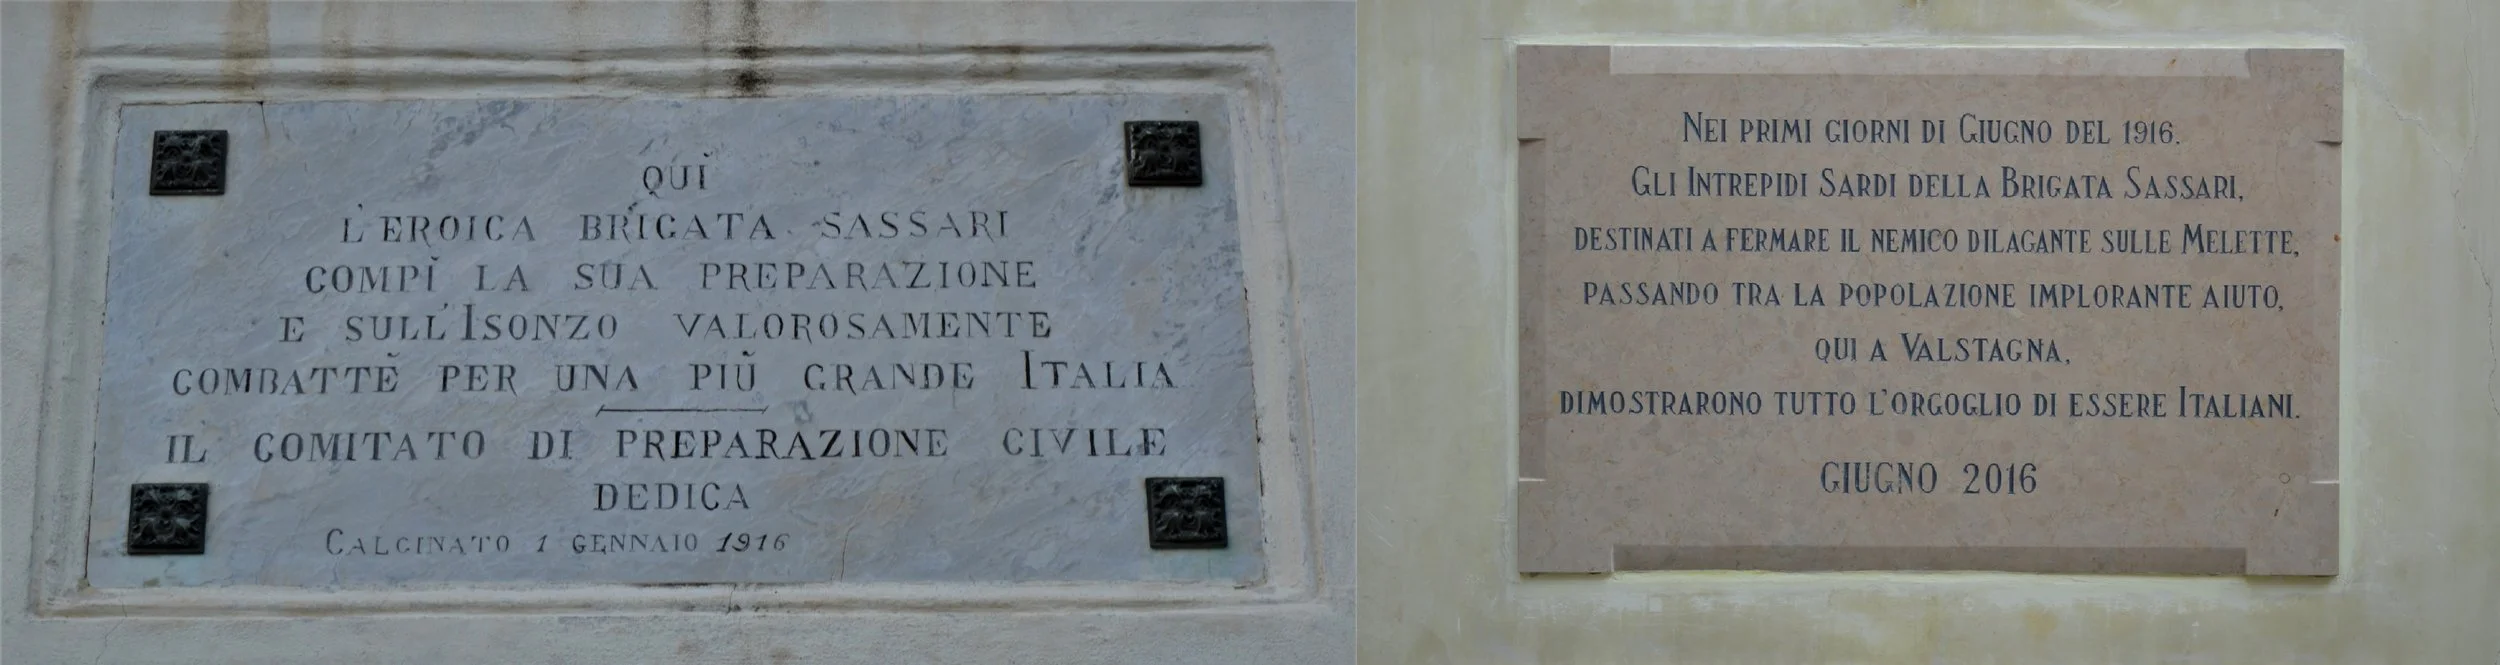 QUI
L'EROICA BRIGATA SASSARI
COMPÌ LA SUA PREPARAZIONE
E SULL'ISONZO VALOROSAMENTE
COMBATTÈ PER UNA PIÙ GRANDE ITALIA
IL COMITATO DI PREPARAZIONE CIVILE
DEDICA
CALCINATO 1 GENNAIO 1916
NEI PRIMI GIORNI DI GIUGNO DEL 1916.
GLI INTREPIDI SARDI DELLA BRIGATA SASSARI,
DESTINATI A FERMARE IL NEMICO DILAGANTE SULLE MELETTE,
PASSANDO TRA LA POPOLAZIONE IMPLORANTE AIUTO,
QUI A VALSTAGNA,
DIMOSTRARONO TUTTO L'ORGOGLIO DI ESSERE ITALIANI.
GIUGNO 2016